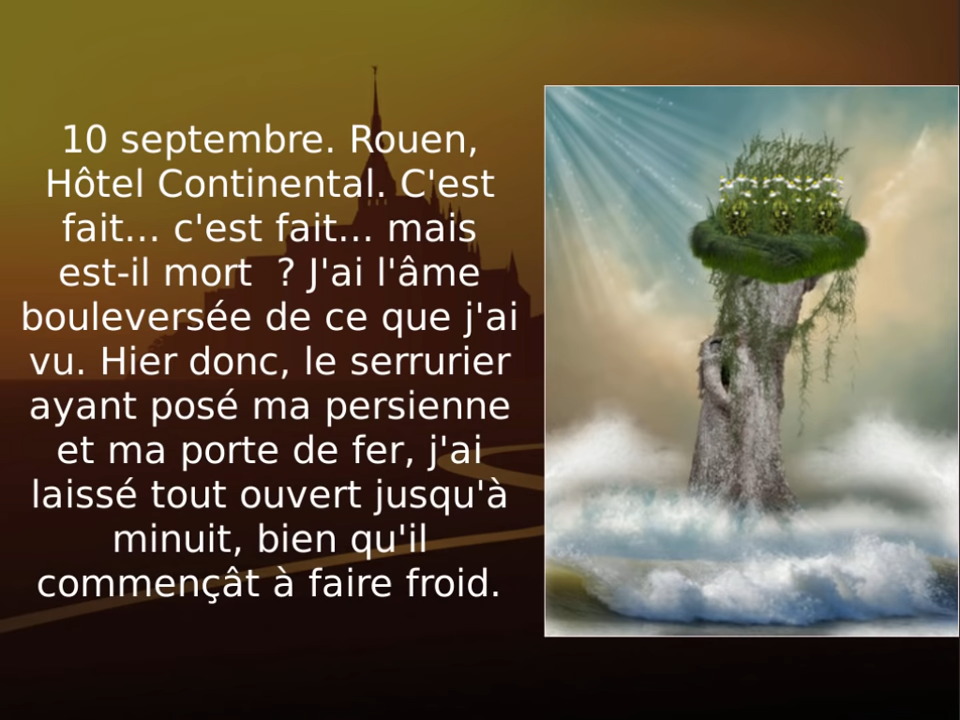 10 septembre. Rouen,
Hôtel Continental. C'est
fait... c'est fait... mais
est-il mort  ? J'ai l'âme
bouleversée de ce que j'ai
vu. Hier donc, le serrurier
ayant posé ma persienne
et ma porte de fer, j'ai
laissé tout ouvert jusqu'à
minuit, bien qu'il
commençât à faire froid.